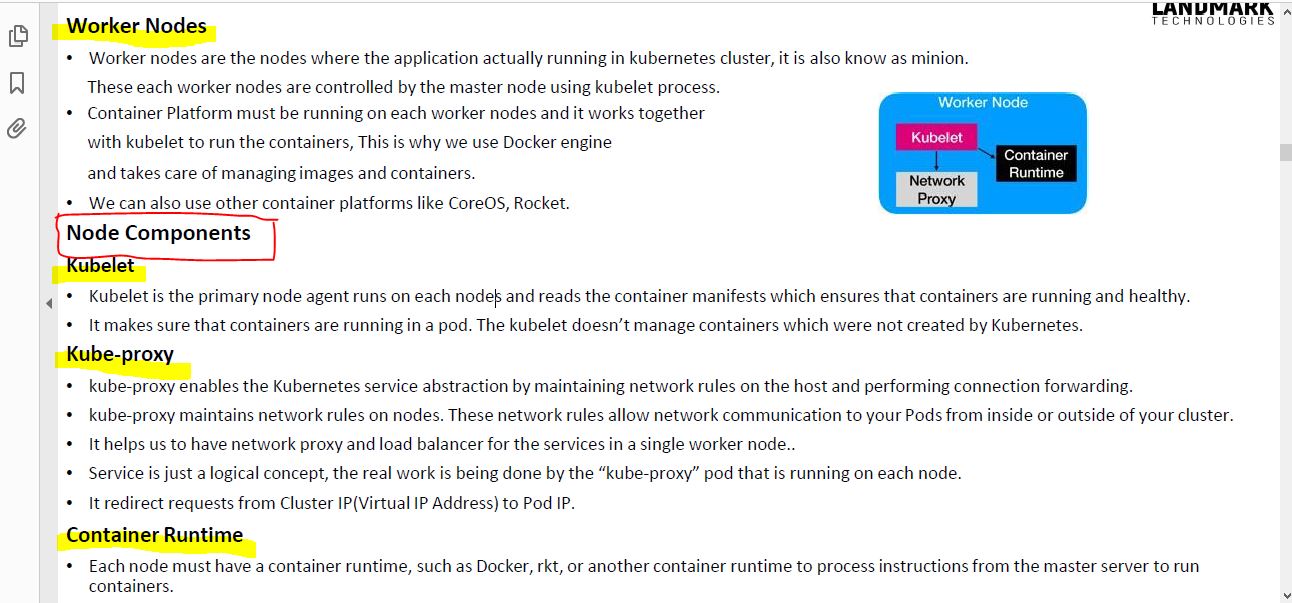 LANDMARK
TECHNOLOGIES
Worker Nodes
• Worker nodes are the nodes where the application actually running in kubernetes cluster, it is also know as minion.
These each worker nodes are controlled by the master node using kubelet process.
• Container Platform must be running on each worker nodes and it works together
with kubelet to run the containers, This is why we use Docker engine
and takes care of managing images and containers.
• We can also use other container platforms like CoreOS, Rocket.
Worker Node
Kubelet
Container
Runtime
Network
Proxy
Node Components
Kubelet
• Kubelet is the primary node agent runs on each nodes and reads the container manifests which ensures that containers are running and healthy.
• It makes sure that containers are running in a pod. The kubelet doesn’t manage containers which were not created by Kubernetes.
Kube-proxy
• kube-proxy enables the Kubernetes service abstraction by maintaining network rules on the host and performing connection forwarding.
• kube-proxy maintains network rules on nodes. These network rules allow network communication to your Pods from inside or outside of your cluster.
• It helps us to have network proxy and load balancer for the services in a single worker node..
• Service is just a logical concept, the real work is being done by the “kube-proxy” pod that is running on each node.
• It redirect requests from Cluster IP(Virtual IP Address) to Pod IP.
Container Runtime
• Each node must have a container runtime, such as Docker, rkt, or another container runtime to process instructions from the master server to run
containers.